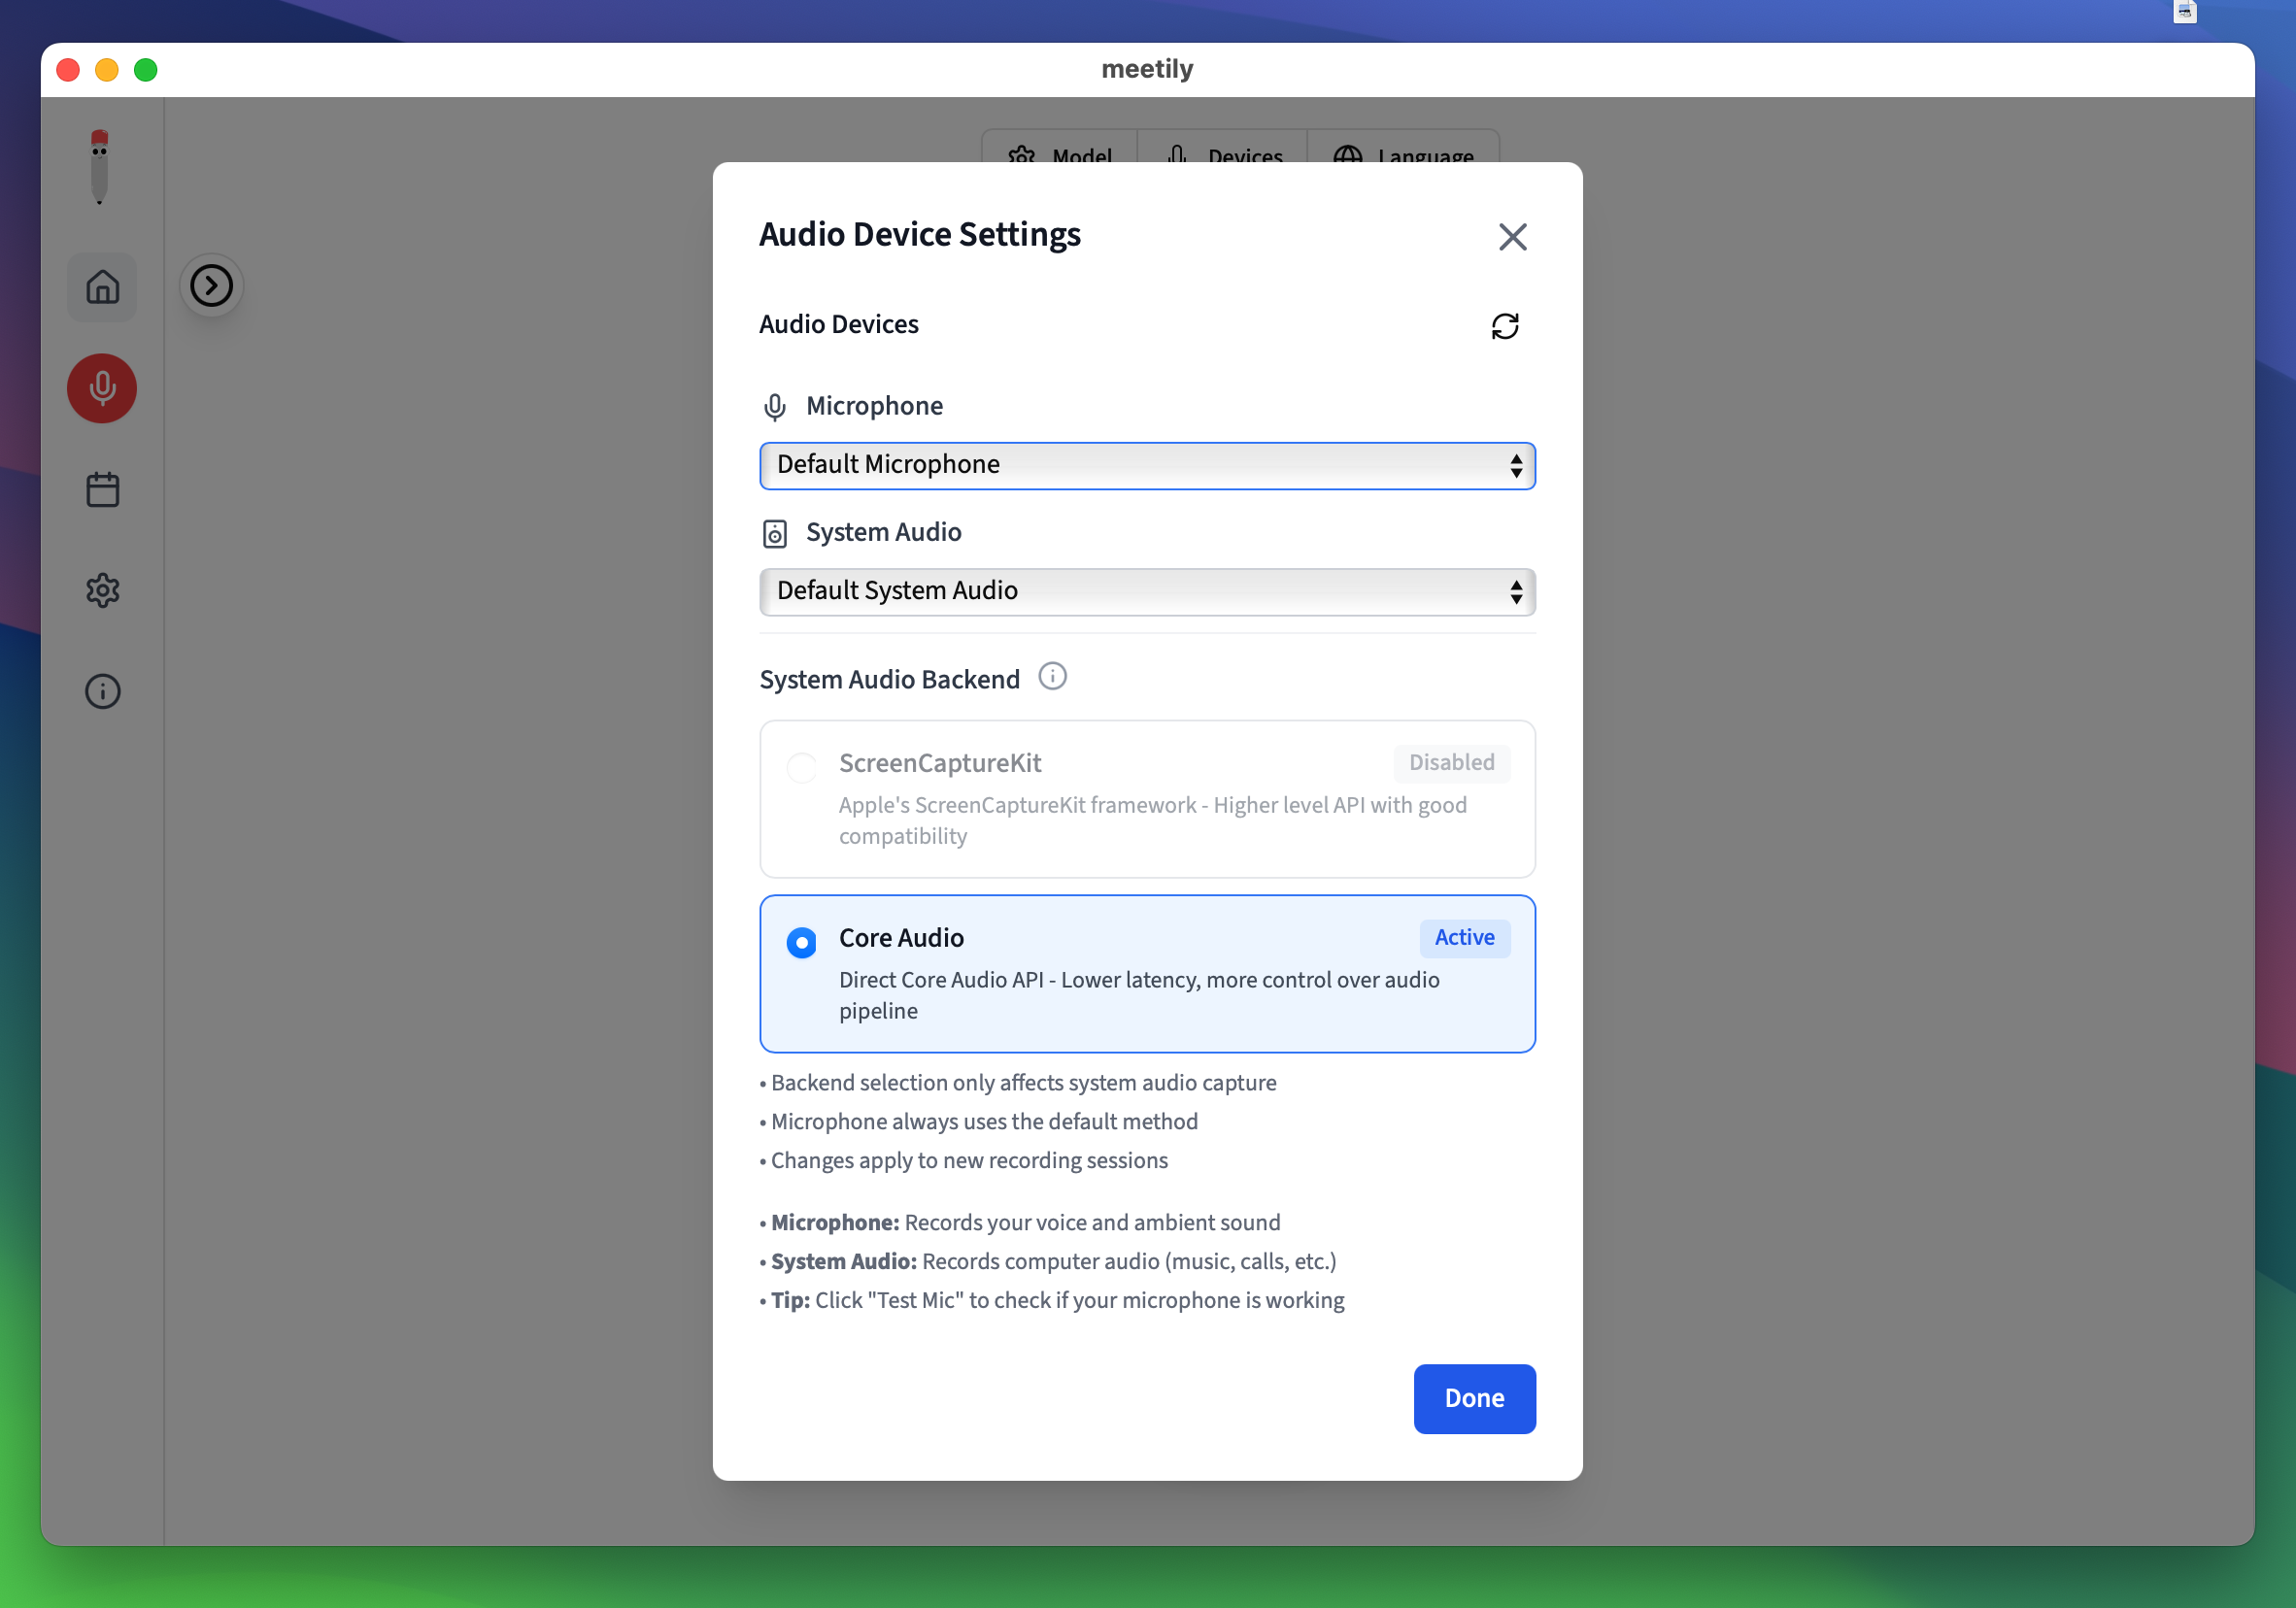 meetily
Model
Devices
Language
Audio Device Settings
Audio Devices
Microphone
Default Microphone
System Audio
Default System Audio
System Audio Backend
ScreenCaptureKit
Disabled
Apple's ScreenCaptureKit framework - Higher level API with good
compatibility
Core Audio
Active
Direct Core Audio API - Lower latency, more control over audio
pipeline
• Backend selection only affects system audio capture
• Microphone always uses the default method
• Changes apply to new recording sessions
• Microphone: Records your voice and ambient sound
• System Audio: Records computer audio (music, calls, etc.)
• Tip: Click "Test Mic" to check if your microphone is working
Done